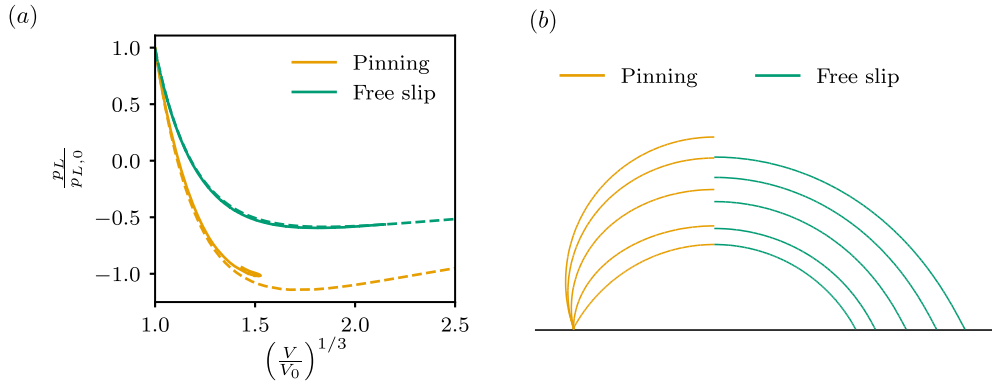 (a)
1.0
0.5
0.0
−0.5
−1.0
p_L / p_{L,0}
Pinning
Free slip
1.0 1.5 2.0 2.5
(V / V_0)^{1/3}
(b)
Pinning Free slip